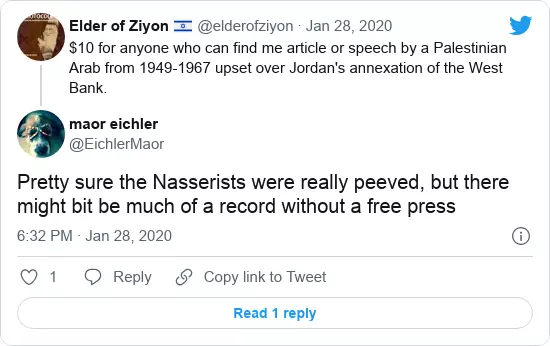 Elder of Ziyon 🇮🇱 @elderofziyon · Jan 28, 2020
$10 for anyone who can find me article or speech by a Palestinian
Arab from 1949-1967 upset over Jordan's annexation of the West
Bank.
maor eichler
@EichlerMaor
Pretty sure the Nasserists were really peeved, but there
might bit be much of a record without a free press
6:32 PM · Jan 28, 2020
1 Reply Copy link to Tweet
Read 1 reply